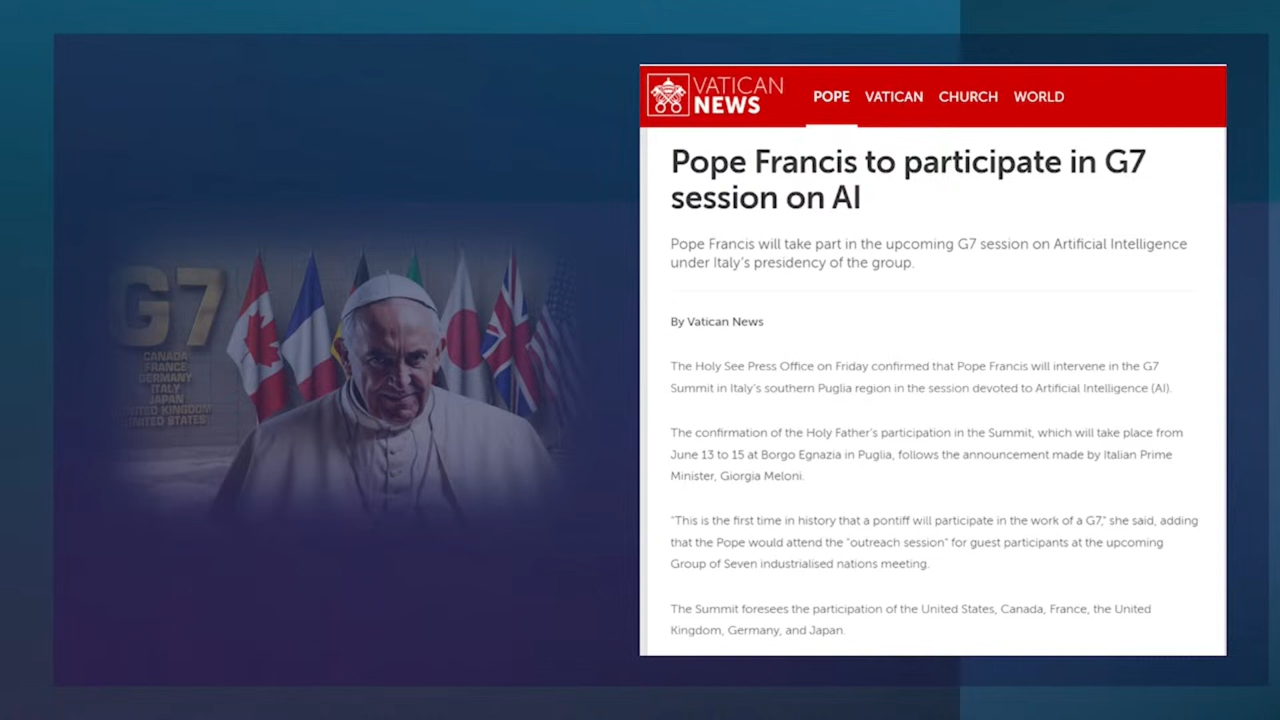 G7
CANADA
FRANCE
GERMANY
ITALY
JAPAN
UNITED KINGDOM
UNITED STATES
VATICAN
NEWS
POPE VATICAN CHURCH WORLD
Pope Francis to participate in G7
session on AI
Pope Francis will take part in the upcoming G7 session on Artificial Intelligence
under Italy's presidency of the group.
By Vatican News
The Holy See Press Office on Friday confirmed that Pope Francis will intervene in the G7
Summit in Italy's southern Puglia region in the session devoted to Artificial Intelligence (AI).
The confirmation of the Holy Father's participation in the Summit, which will take place from
June 13 to 15 at Borgo Egnazia in Puglia, follows the announcement made by Italian Prime
Minister, Giorgia Meloni.
"This is the first time in history that a pontiff will participate in the work of a G7," she said, adding
that the Pope would attend the "outreach session" for guest participants at the upcoming
Group of Seven industrialised nations meeting.
The Summit foresees the participation of the United States, Canada, France, the United
Kingdom, Germany, and Japan.